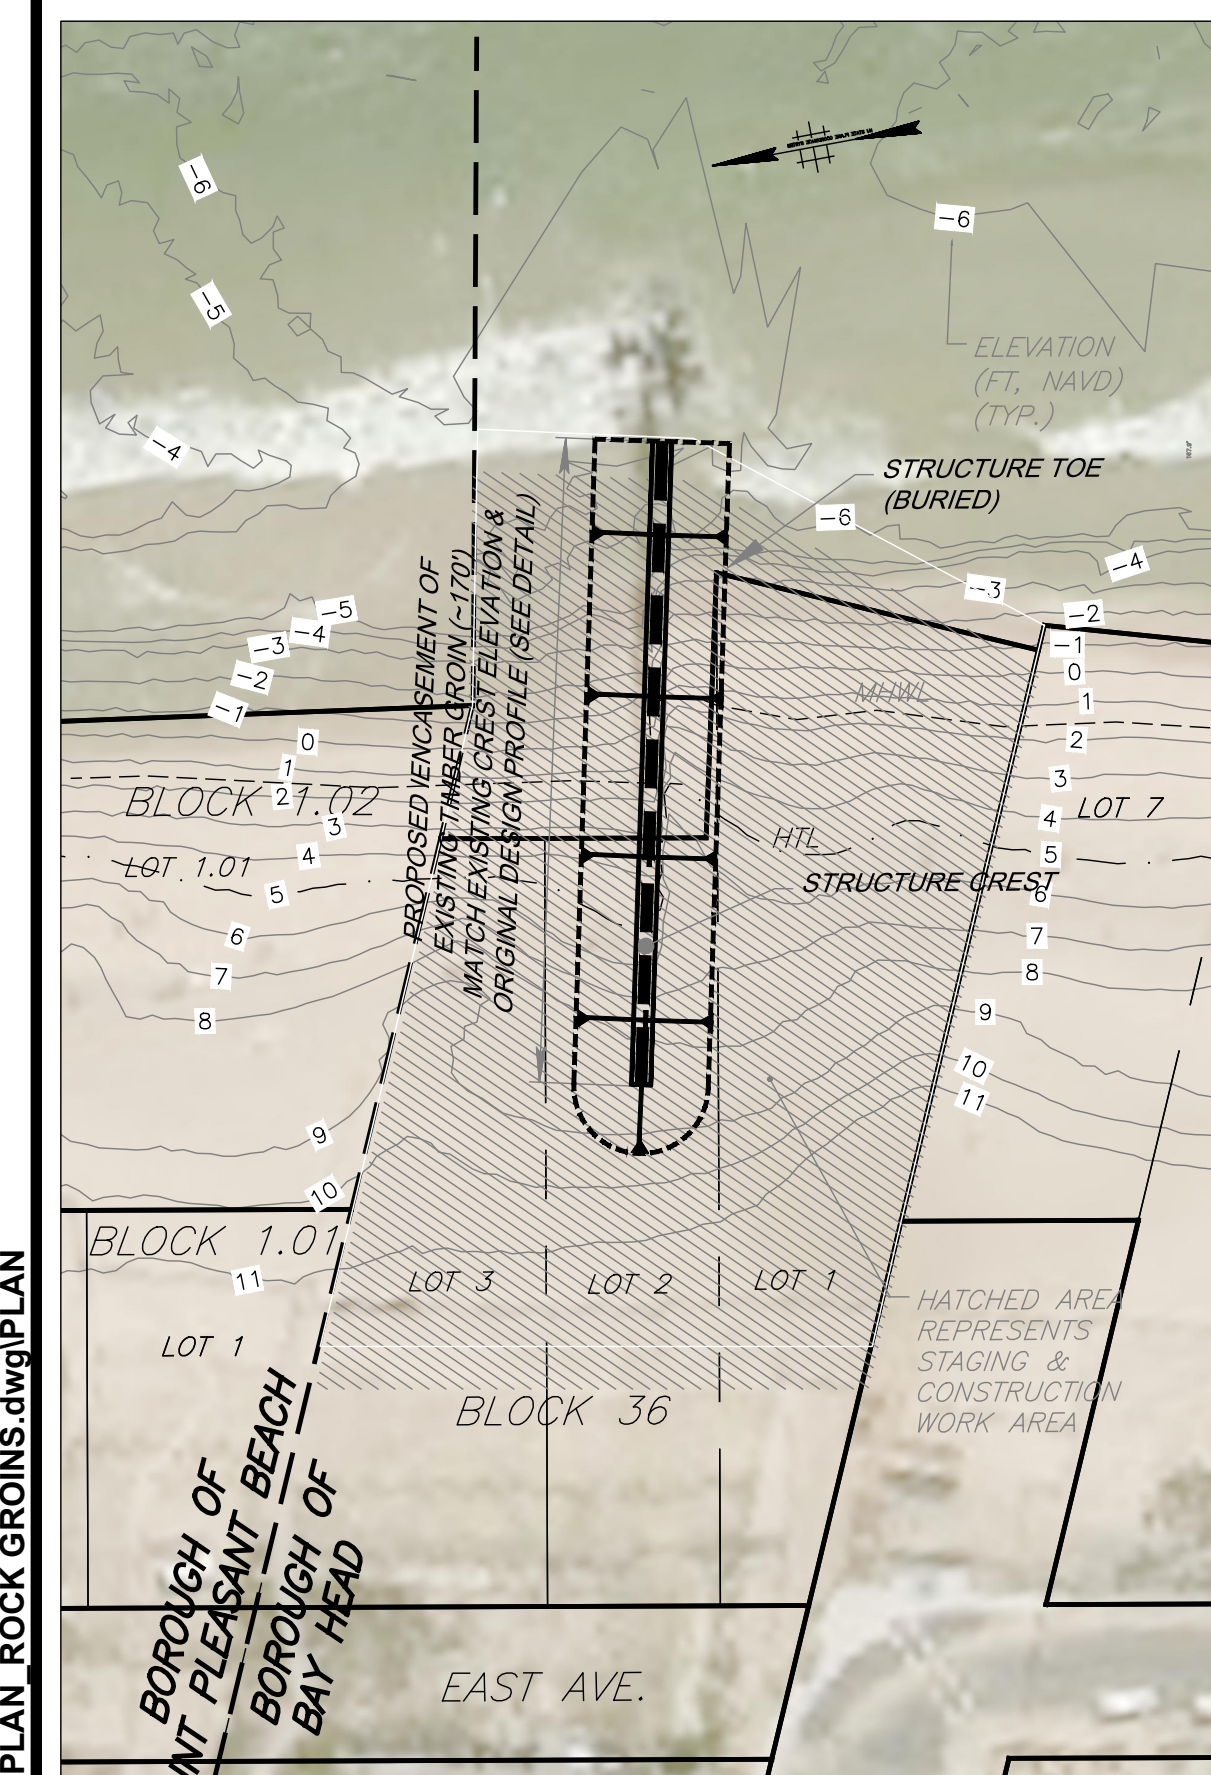 PLAN_ROCK GROINS.dwg\PLAN
-6
-6
-5
ELEVATION
(FT, NAVD)
(TYP.)
-4
STRUCTURE TOE
(BURIED)
-6
-4
-3
-2
-1
0
1
2
3
4
5
6
7
8
9
10
11
-5
-4
-3
-2
-1
0
1
2
3
4
5
6
7
8
9
10
11
PROPOSED ENCASEMENT OF
EXISTING TIMBER GROIN (~170')
MATCH EXISTING CREST ELEVATION &
ORIGINAL DESIGN PROFILE (SEE DETAIL)
MHWL
BLOCK 1.02
LOT 1.01
HTL
LOT 7
STRUCTURE CREST
BLOCK 1.01
LOT 3
LOT 2
LOT 1
LOT 1
HATCHED AREA
REPRESENTS
STAGING &
CONSTRUCTION
WORK AREA
BLOCK 36
BOROUGH OF
NT PLEASANT BEACH
BOROUGH OF
BAY HEAD
EAST AVE.